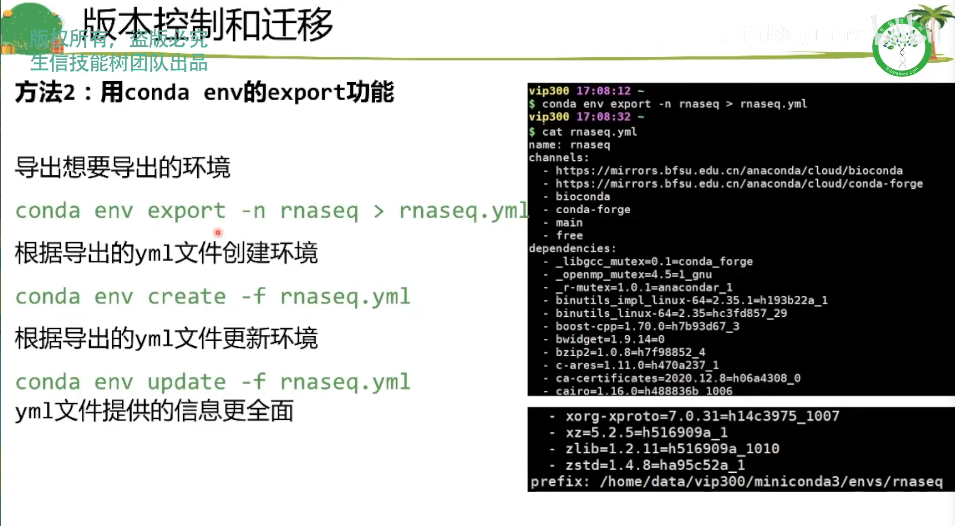 版本控制和迁移
版权所有，盗版必究
生信技能树团队出品
方法2：用conda env的export功能
导出想要导出的环境
conda env export -n rnaseq > rnaseq.yml
根据导出的yml文件创建环境
conda env create -f rnaseq.yml
根据导出的yml文件更新环境
conda env update -f rnaseq.yml
yml文件提供的信息更全面
vip300 17:08:12 ~
$ conda env export -n rnaseq > rnaseq.yml
vip300 17:08:32 ~
$ cat rnaseq.yml
name: rnaseq
channels:
- https://mirrors.bfsu.edu.cn/anaconda/cloud/bioconda
- https://mirrors.bfsu.edu.cn/anaconda/cloud/conda-forge
- bioconda
- conda-forge
- main
- free
dependencies:
- _libgcc_mutex=0.1=conda_forge
- _openmp_mutex=4.5=1_gnu
- _r-mutex=1.0.1=anacondar_1
- binutils_impl_linux-64=2.35.1=h193b22a_1
- binutils_linux-64=2.35=hc3fd857_29
- boost-cpp=1.70.0=h7b93d67_3
- bwidget=1.9.14=0
- bzip2=1.0.8=h7f98852_4
- c-ares=1.11.0=h470a237_1
- ca-certificates=2020.12.8=h06a4308_0
- cairo=1.16.0=h488836b_1006
- xorg-xproto=7.0.31=h14c3975_1007
- xz=5.2.5=h516909a_1
- zlib=1.2.11=h516909a_1010
- zstd=1.4.8=ha95c52a_1
prefix: /home/data/vip300/miniconda3/envs/rnaseq